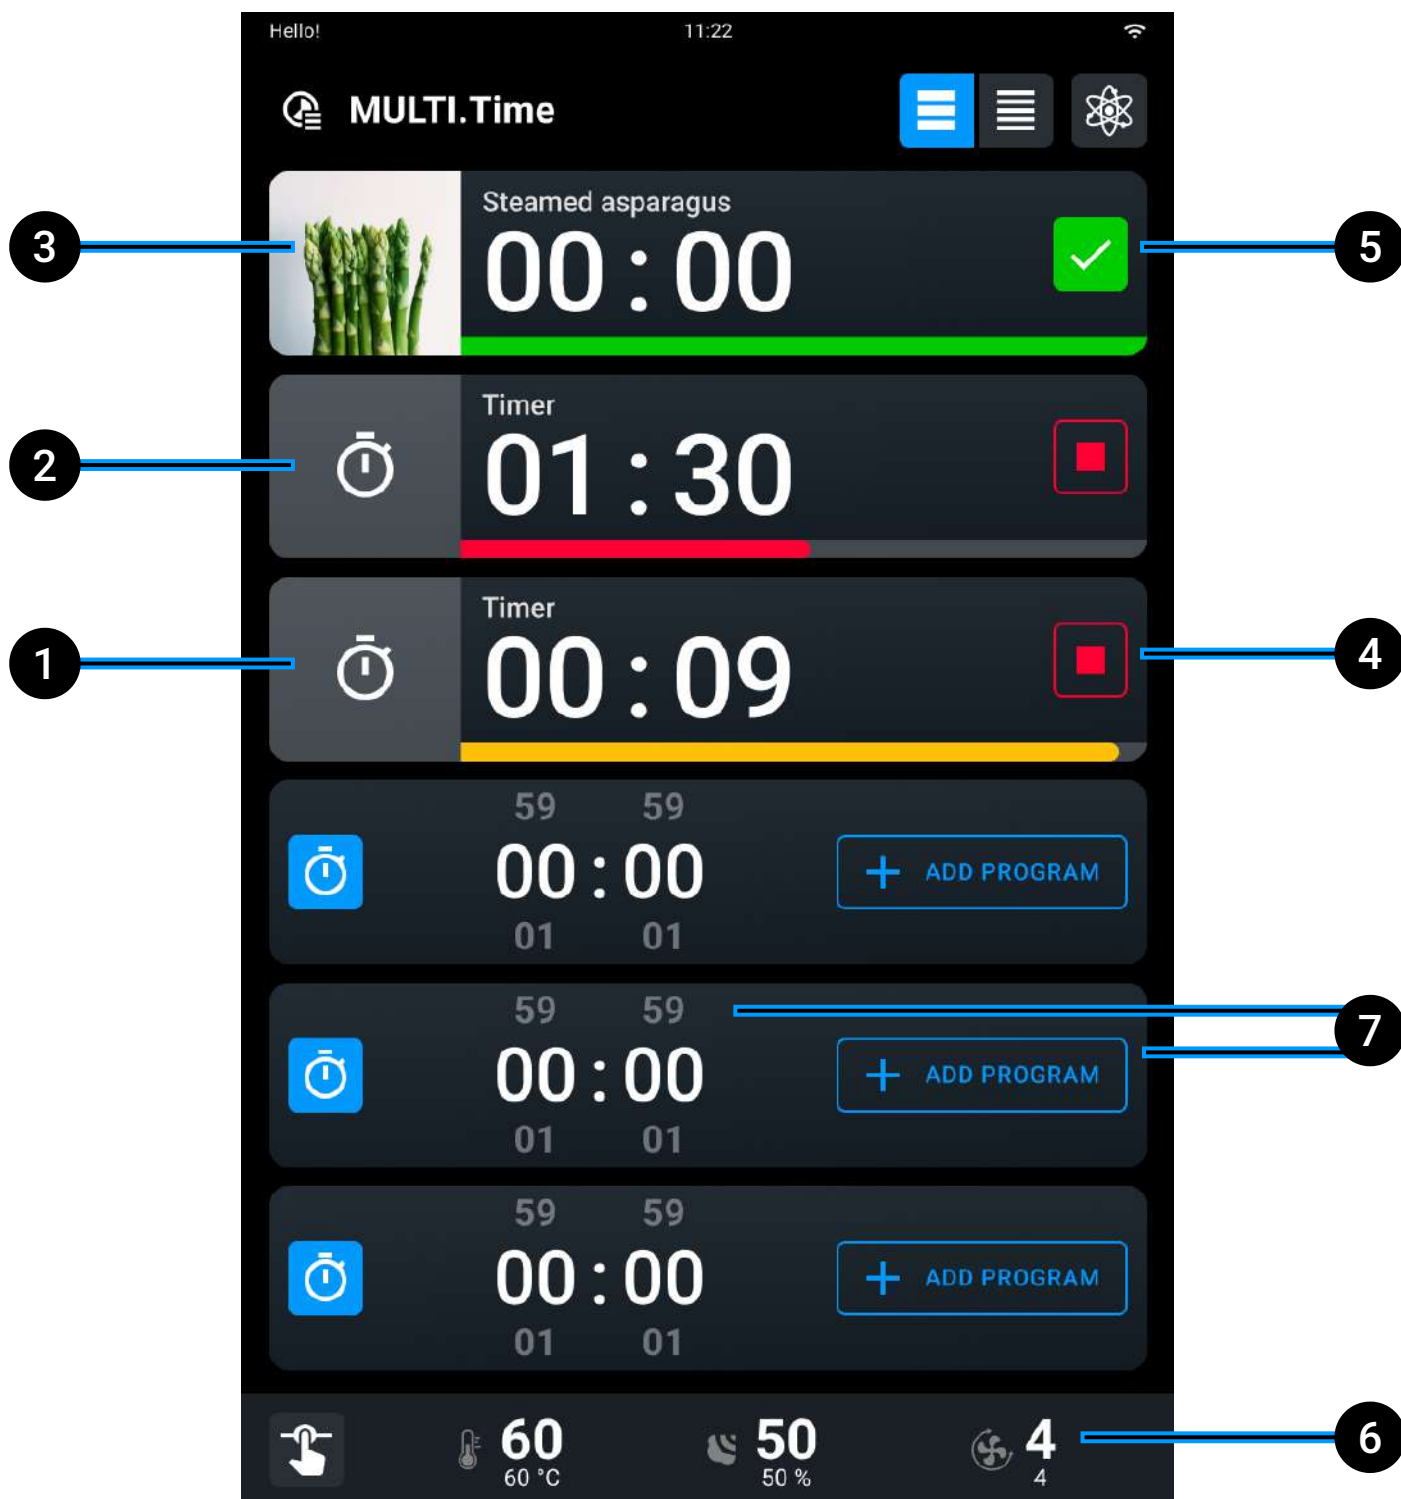 Hello! 11:22
MULTI.Time
Steamed asparagus
3 00:00 5
Timer
2 01:30
Timer
1 00:09 4
59 59
00:00 ADD PROGRAM
01 01
59 59
7
00:00 ADD PROGRAM
01 01
59 59
00:00 ADD PROGRAM
01 01
60 50 4 6
60 °C 50 % 4